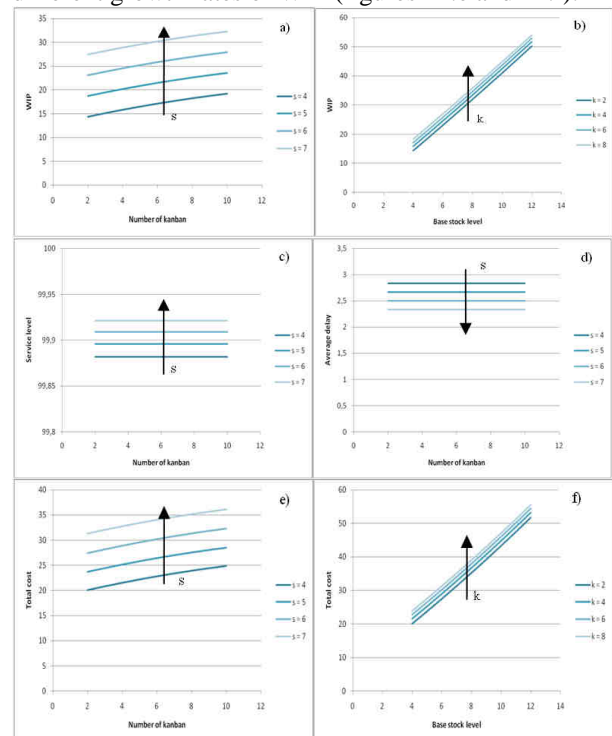 different growth rates of WIP (Figures and
35
30
25
20
15
10
5
0
WIP
0 2 4 6 8 10 12
Number of kanban
a)
s
s = 4
s = 5
s = 6
s = 7
60
50
40
30
20
10
0
WIP
0 2 4 6 8 10 12 14
Base stock level
b)
k
k = 2
k = 4
k = 6
k = 8
100
99,95
99,9
99,85
99,8
Service level
0 2 4 6 8 10 12
Number of kanban
c)
s
s = 4
s = 5
s = 6
s = 7
3,5
3
2,5
2
1,5
1
0,5
0
Average delay
0 2 4 6 8 10 12
Number of kanban
d)
s
s = 4
s = 5
s = 6
s = 7
40
35
30
25
20
15
10
5
0
Total cost
0 2 4 6 8 10 12
Number of kanban
e)
s
s = 4
s = 5
s = 6
s = 7
60
50
40
30
20
10
0
Total cost
0 2 4 6 8 10 12 14
Base stock level
f)
k
k = 2
k = 4
k = 6
k = 8